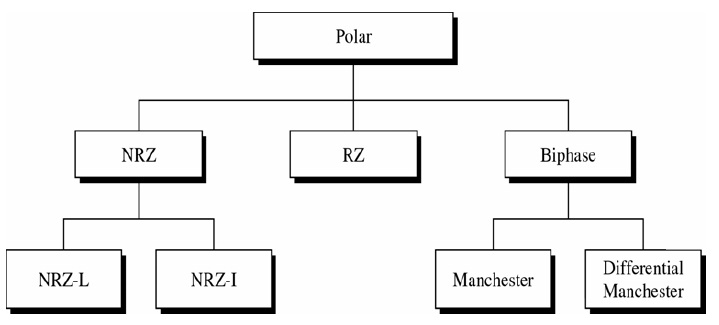 Polar
NRZ
RZ
Biphase
NRZ-L
NRZ-I
Manchester
Differential
Manchester